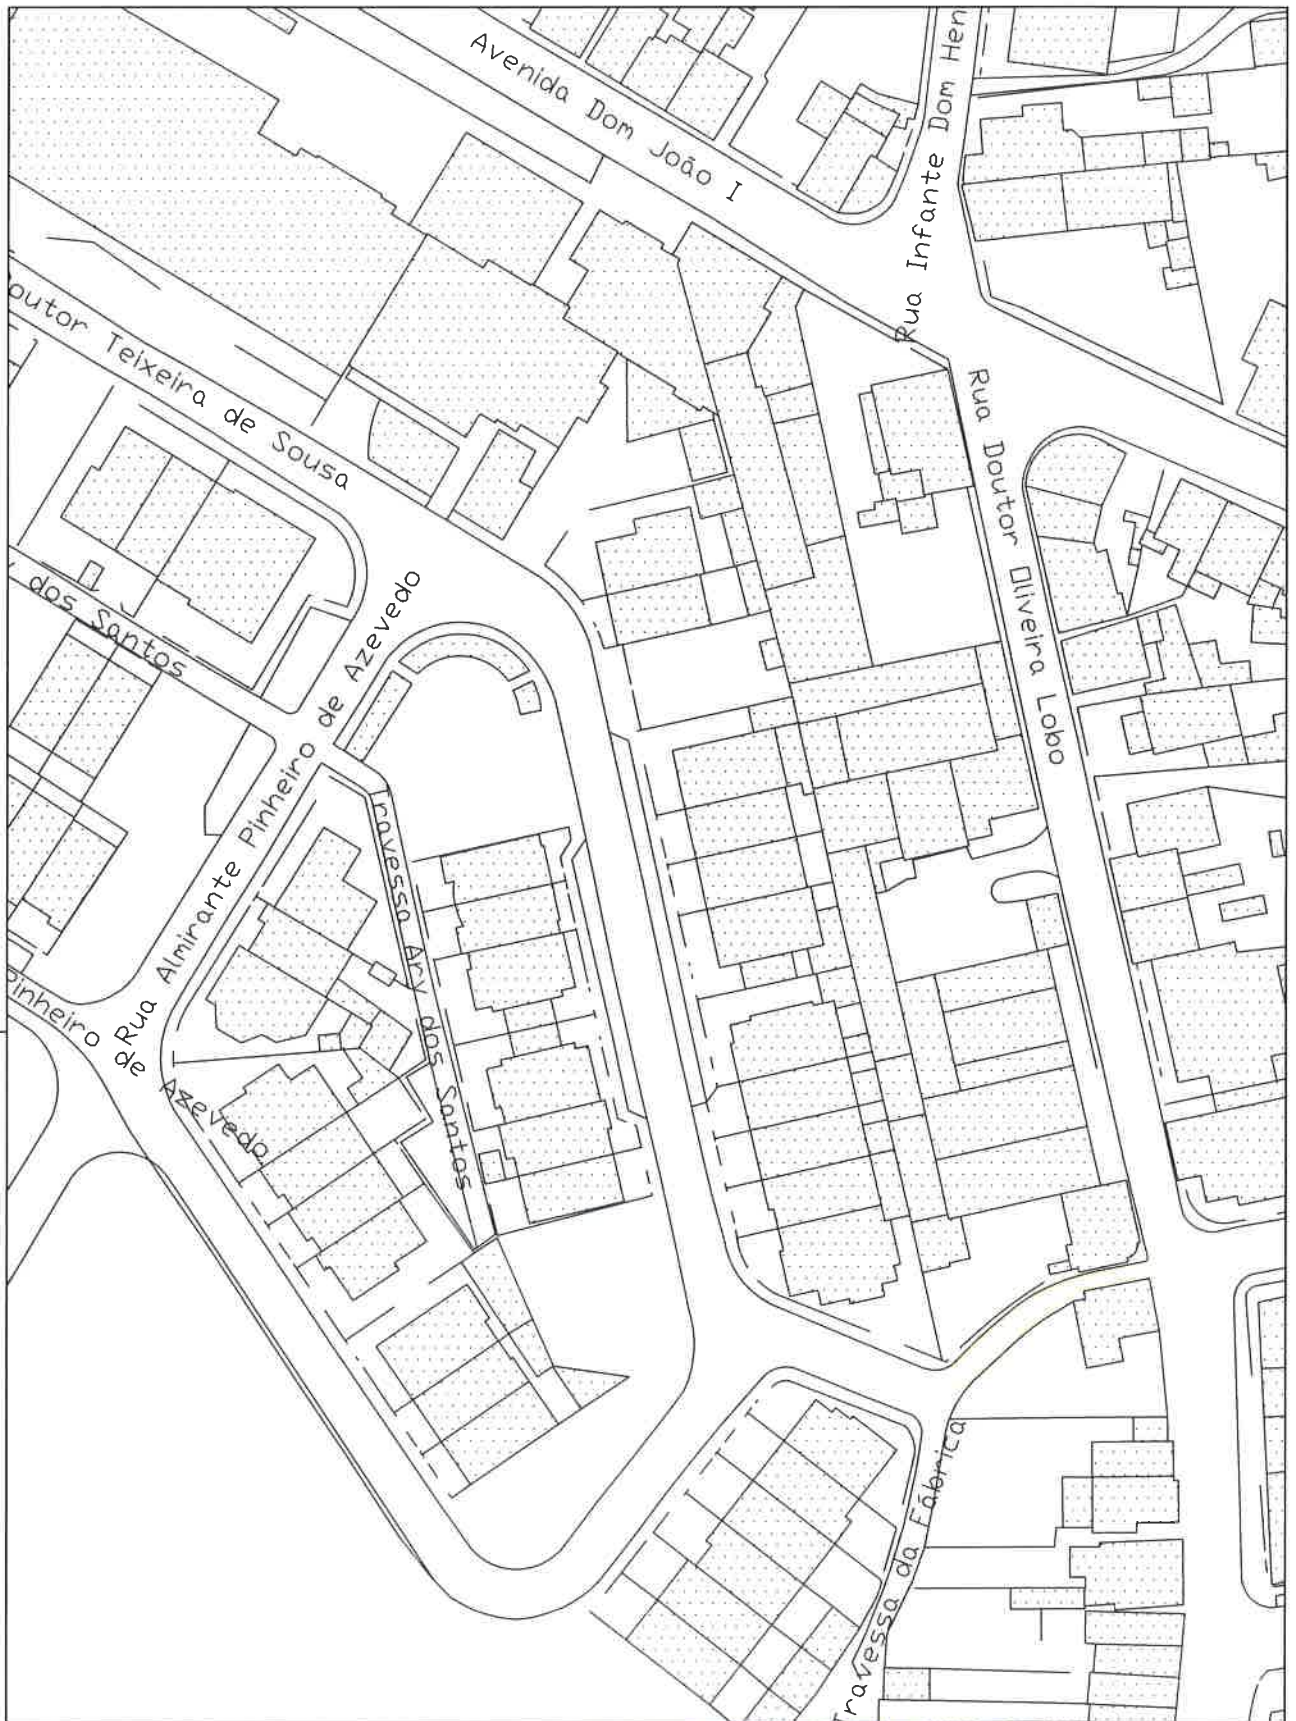 Avenida Dom João I
Rua Infante Dom Hen
outor Teixeira de Sousa
Rua Doutor Oliveira Lobo
dos Santos
Rua Almirante Pinheiro de Azevedo
Travessa Ary dos Santos
Pinheiro de Azevedo
Travessa da Fábrica